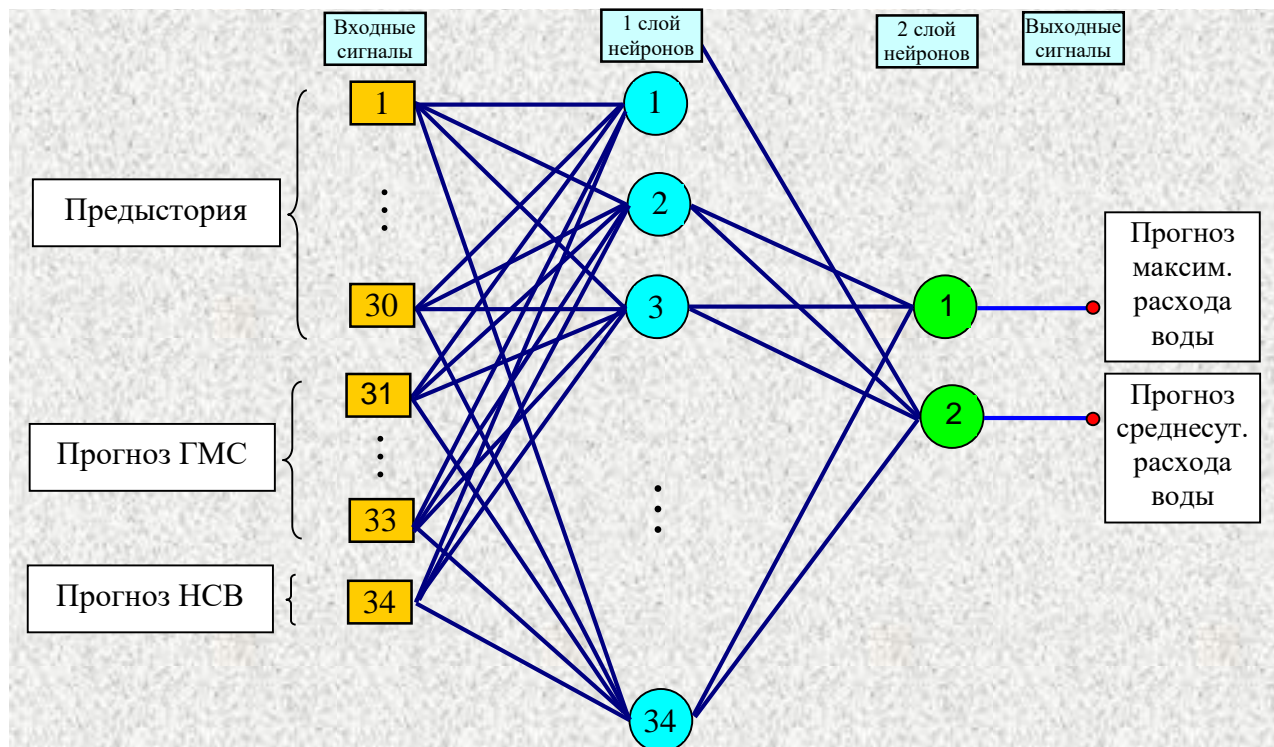 Входные
сигналы
1 слой
нейронов
2 слой
нейронов
Выходные
сигналы
Предыстория
Прогноз ГМС
Прогноз НСВ
1
30
31
33
34
1
2
3
34
1
2
Прогноз
максим.
расхода
воды
Прогноз
среднесут.
расхода
воды